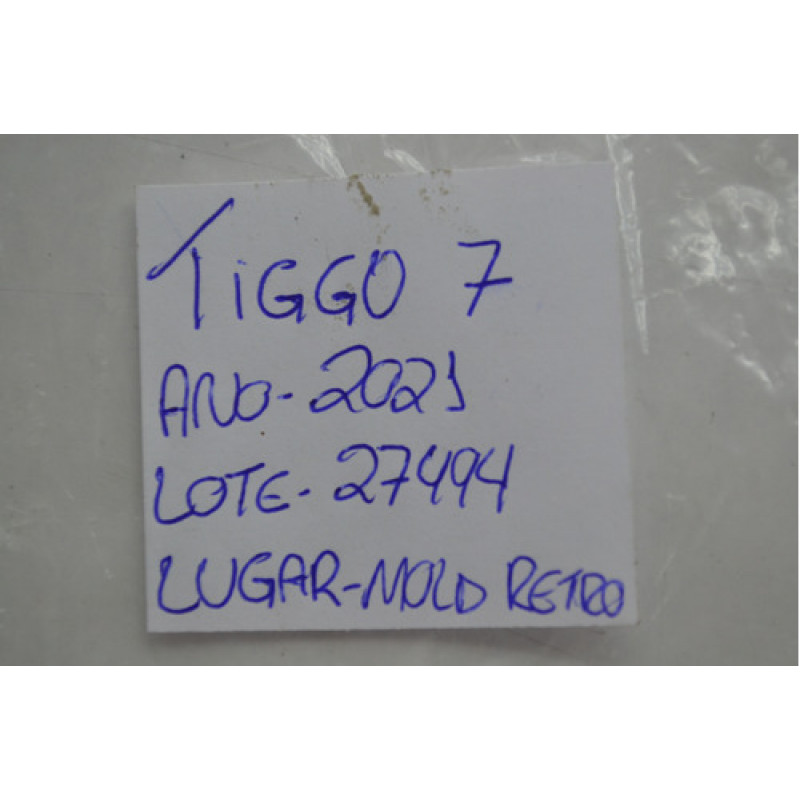 TIGGO 7
ANO-2021
LOTE-27494
LUGAR-MOLD RETRO